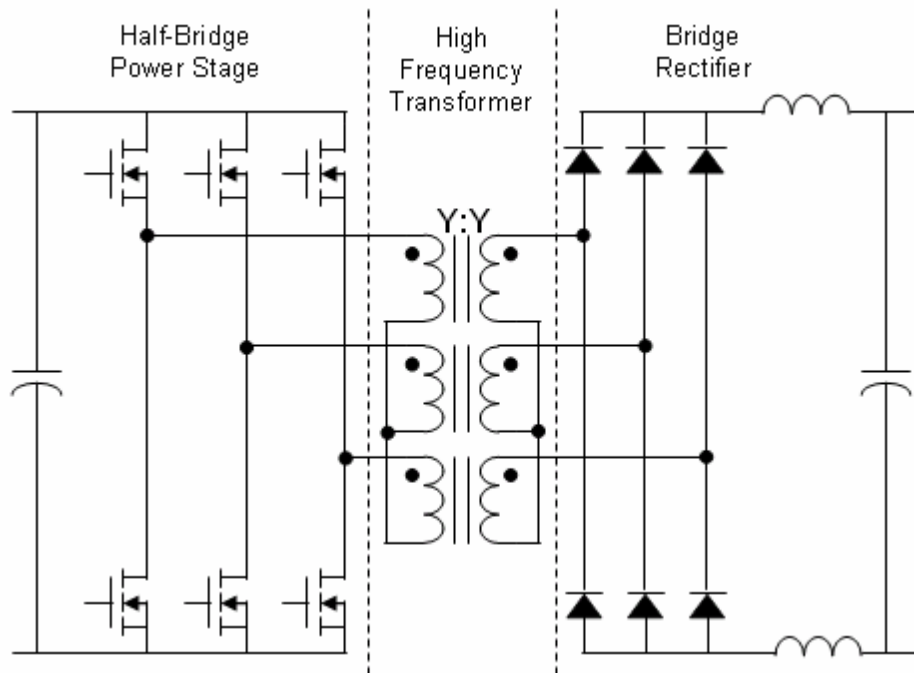 Half-Bridge
Power Stage
High
Frequency
Transformer
Bridge
Rectifier
Y:Y